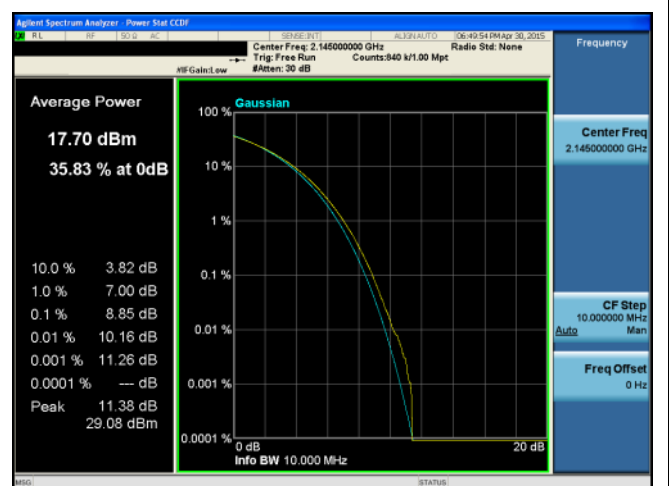 Agilent Spectrum Analyzer - Power Stat CCDF
RL RF 50 Ω AC SENSE:INT ALIGNAUTO 06:49:54 PM Apr 30, 2015
Center Freq: 2.145000000 GHz Radio Std: None
Trig: Free Run Counts:840 k/1.00 Mpt
#IFGain:Low #Atten: 30 dB
Frequency
Average Power
17.70 dBm
35.83 % at 0dB
10.0 % 3.82 dB
1.0 % 7.00 dB
0.1 % 8.85 dB
0.01 % 10.16 dB
0.001 % 11.26 dB
0.0001 % --- dB
Peak 11.38 dB
29.08 dBm
Gaussian
100 %
10 %
1 %
0.1 %
0.01 %
0.001 %
0.0001 %
0 dB 20 dB
Info BW 10.000 MHz
Center Freq
2.145000000 GHz
CF Step
10.000000 MHz
Auto Man
Freq Offset
0 Hz
MSG STATUS